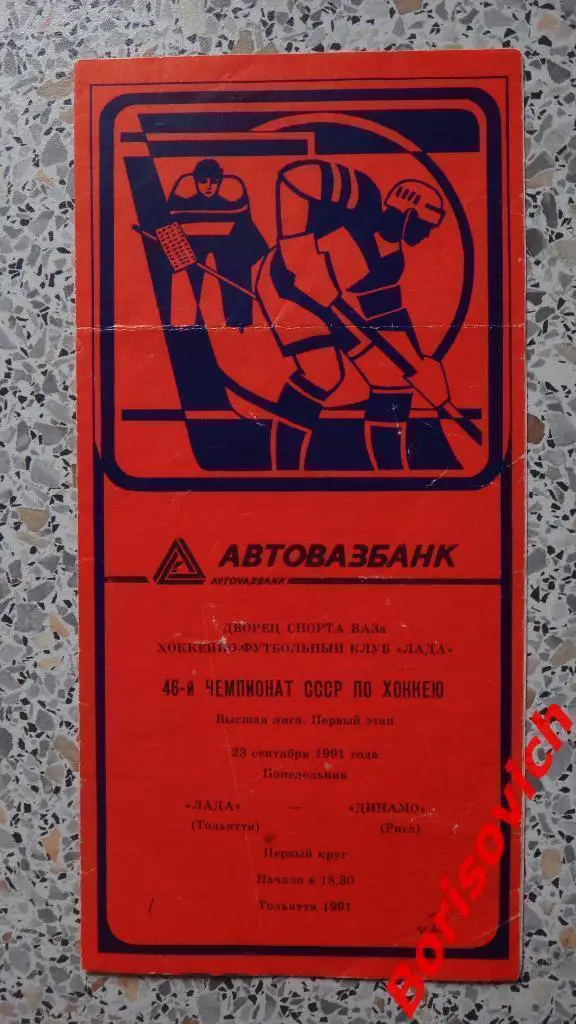 АВТОВАЗБАНК
AVTOVAZBANK
ДВОРЕЦ СПОРТА ВАЗа
ХОККЕЙНО-ФУТБОЛЬНЫЙ КЛУБ «ЛАДА»
46-й ЧЕМПИОНАТ СССР ПО ХОККЕЮ
Высшая лига. Первый этап
23 сентября 1991 года
Понедельник
«ЛАДА» — «ДИНАМО»
(Тольятти) (Рига)
Первый круг
Начало в 18.30
Тольятти 1991
Borisovich